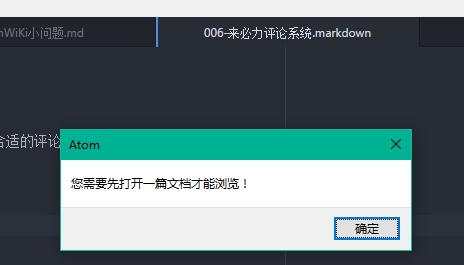 nWiKi小问题.md
006-来必力评论系统.markdown
合适的评论
Atom
您需要先打开一篇文档才能浏览！
确定